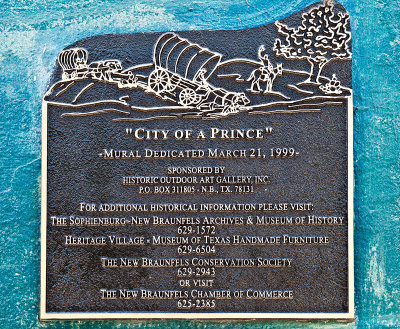 "CITY OF A PRINCE"
-MURAL DEDICATED MARCH 21, 1999-
SPONSORED BY
HISTORIC OUTDOOR ART GALLERY, INC.
P.O. BOX 311805 - N.B., TX. 78131
FOR ADDITIONAL HISTORICAL INFORMATION PLEASE VISIT:
THE SOPHIENBURG-NEW BRAUNFELS ARCHIVES & MUSEUM OF HISTORY
629-1572
HERITAGE VILLAGE - MUSEUM OF TEXAS HANDMADE FURNITURE
629-6504
THE NEW BRAUNFELS CONSERVATION SOCIETY
629-2943
OR VISIT
THE NEW BRAUNFELS CHAMBER OF COMMERCE
625-2385